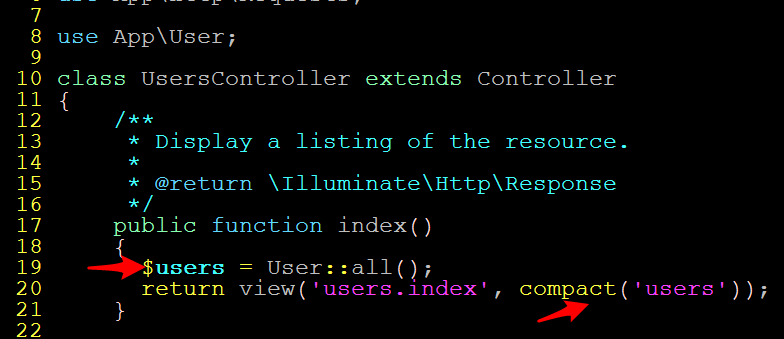 7
8 use App\User;
9
10 class UsersController extends Controller
11 {
12     /**
13      * Display a listing of the resource.
14      *
15      * @return \Illuminate\Http\Response
16      */
17     public function index()
18     {
19       $users = User::all();
20       return view('users.index', compact('users'));
21     }
22